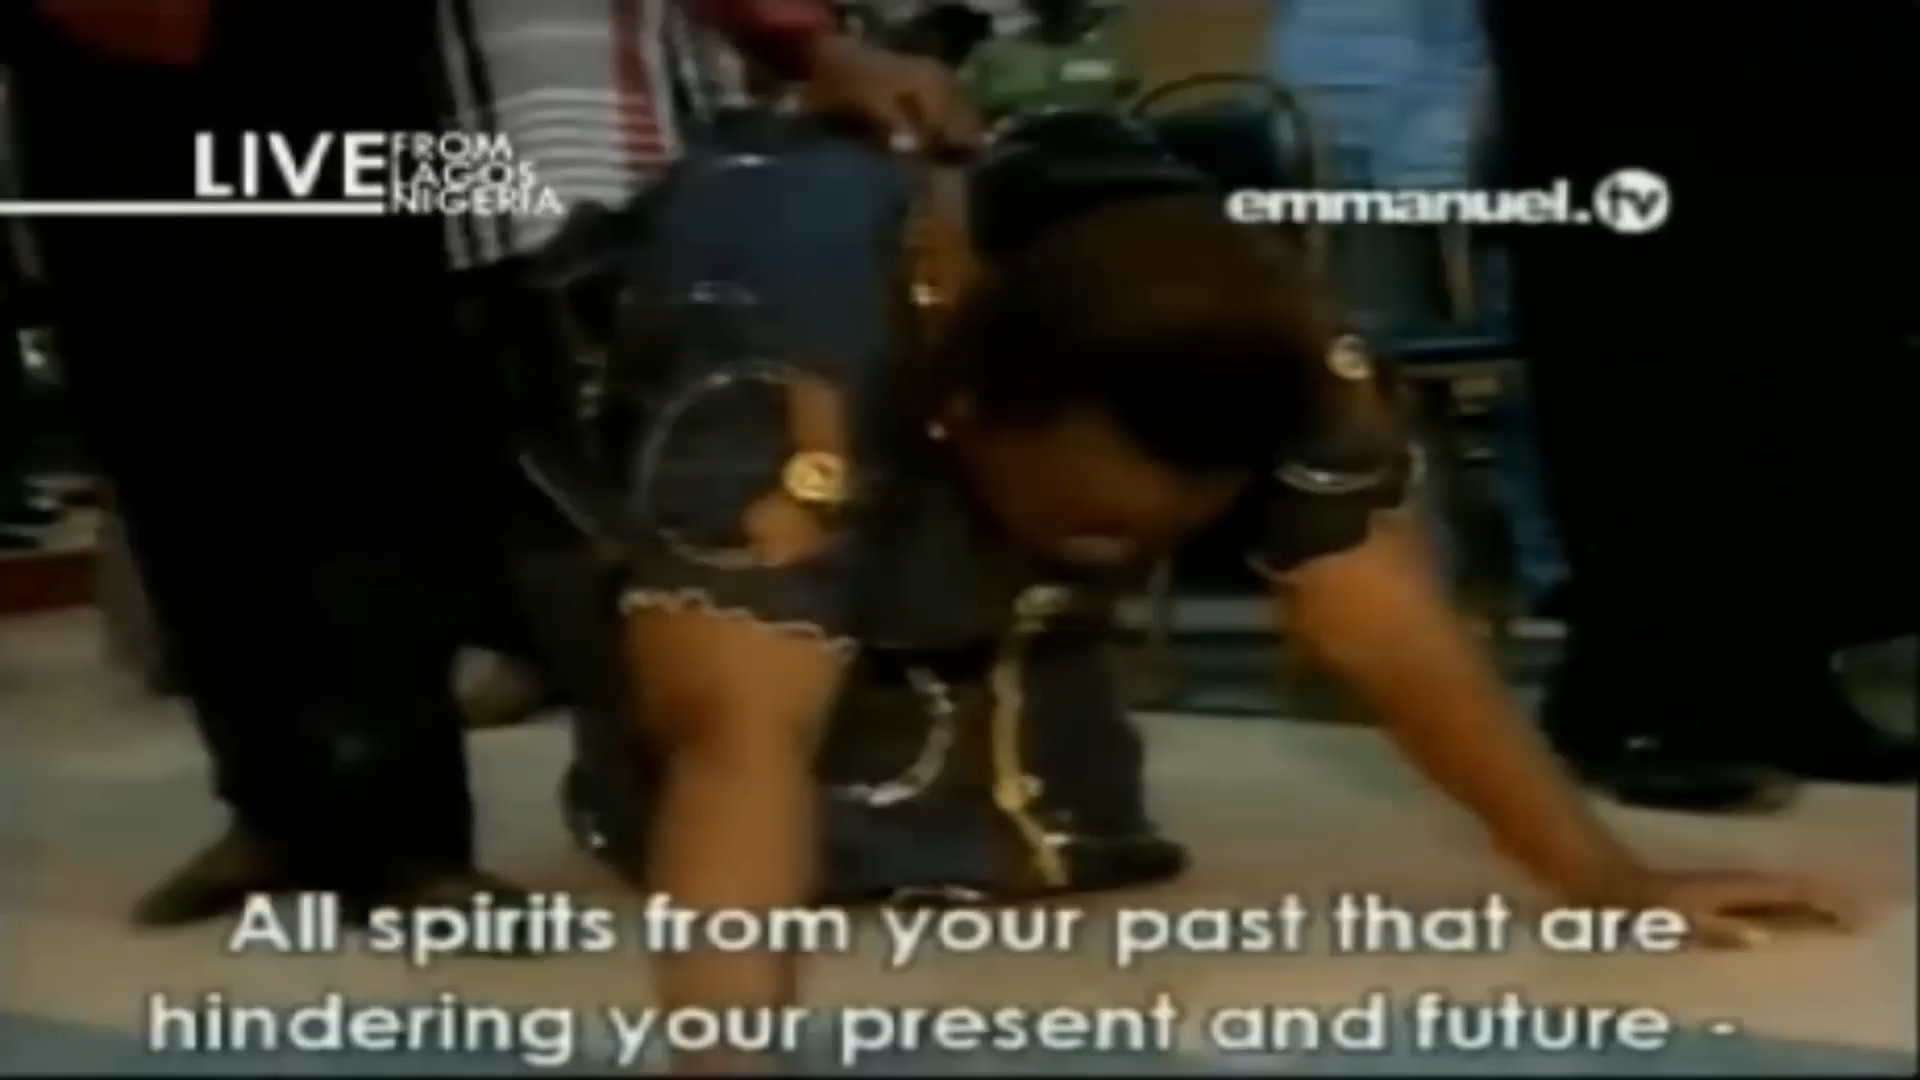 LIVE FROM
LAGOS
NIGERIA
emmanuel.tv
All spirits from your past that are
hindering your present and future -